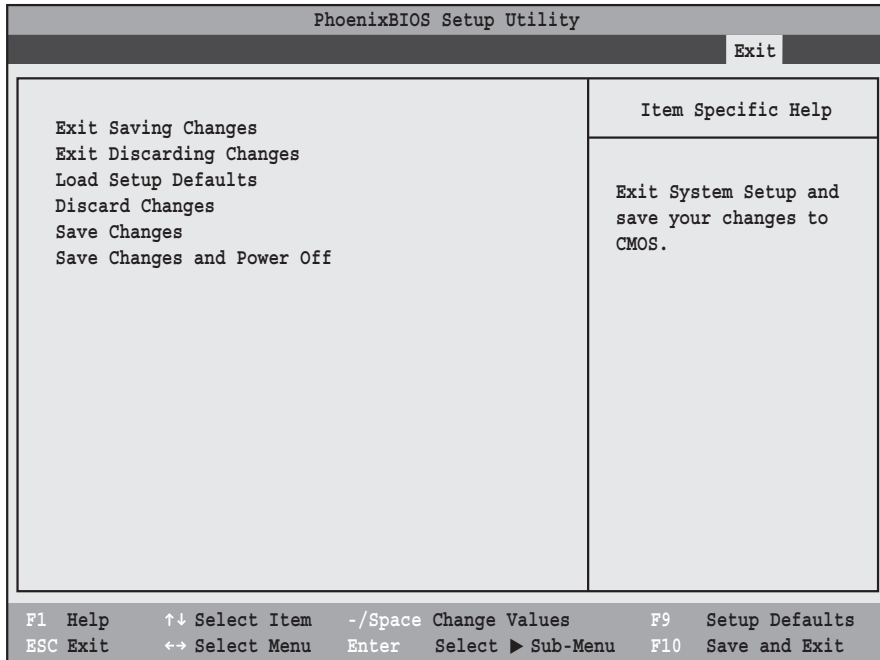 PhoenixBIOS Setup Utility
Exit
Exit Saving Changes
Exit Discarding Changes
Load Setup Defaults
Discard Changes
Save Changes
Save Changes and Power Off
Item Specific Help
Exit System Setup and
save your changes to
CMOS.
F1 Help ↑↓ Select Item -/Space Change Values F9 Setup Defaults
ESC Exit ←→ Select Menu Enter Select ▶ Sub-Menu F10 Save and Exit